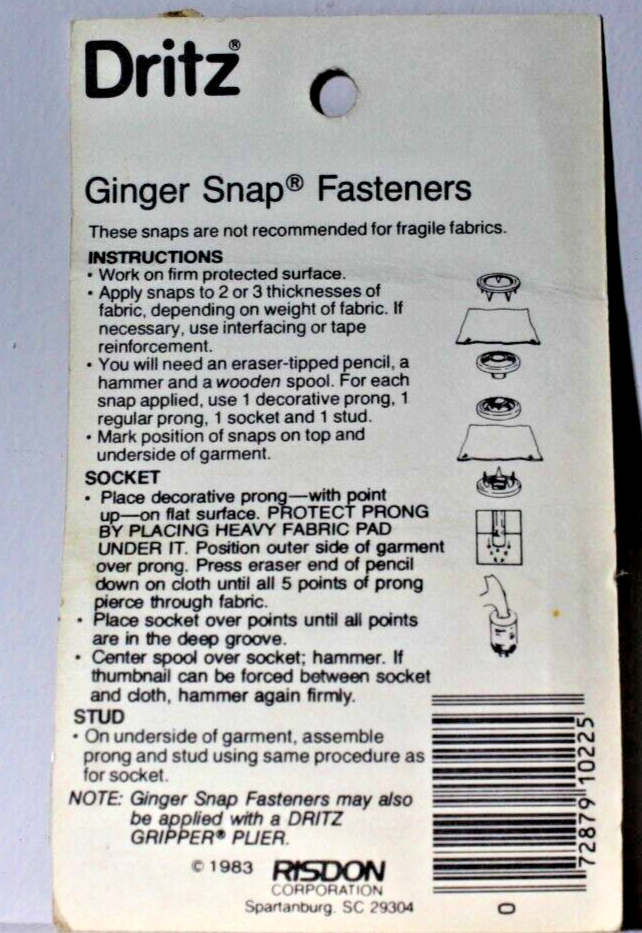 Dritz®
Ginger Snap® Fasteners
These snaps are not recommended for fragile fabrics.
INSTRUCTIONS
• Work on firm protected surface.
• Apply snaps to 2 or 3 thicknesses of
fabric, depending on weight of fabric. If
necessary, use interfacing or tape
reinforcement.
• You will need an eraser-tipped pencil, a
hammer and a wooden spool. For each
snap applied, use 1 decorative prong, 1
regular prong, 1 socket and 1 stud.
• Mark position of snaps on top and
underside of garment.
SOCKET
• Place decorative prong—with point
up—on flat surface. PROTECT PRONG
BY PLACING HEAVY FABRIC PAD
UNDER IT. Position outer side of garment
over prong. Press eraser end of pencil
down on cloth until all 5 points of prong
pierce through fabric.
• Place socket over points until all points
are in the deep groove.
• Center spool over socket; hammer. If
thumbnail can be forced between socket
and cloth, hammer again firmly.
STUD
• On underside of garment, assemble
prong and stud using same procedure as
for socket.
NOTE: Ginger Snap Fasteners may also
be applied with a DRITZ
GRIPPER® PLIER.
© 1983 RISDON
CORPORATION
Spartanburg, SC 29304
72879 10225
0